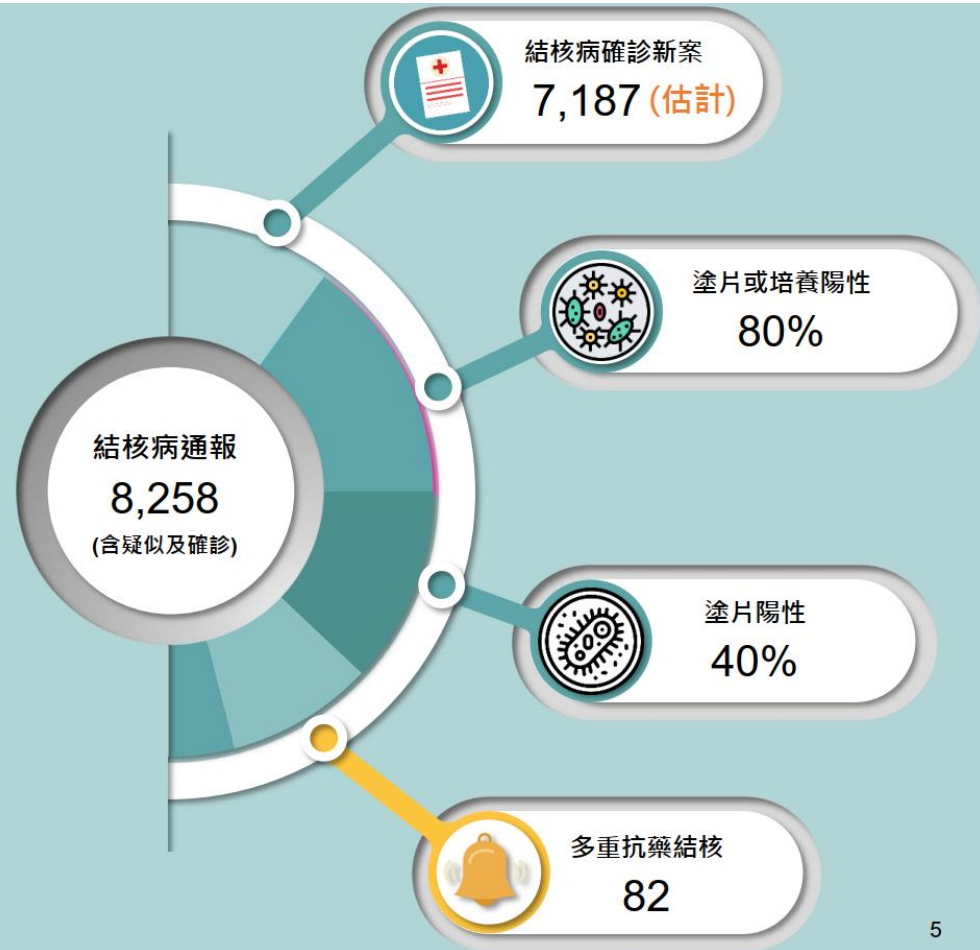 結核病確診新案
7,187 (估計)
塗片或培養陽性
80%
結核病通報
8,258
(含疑似及確診)
塗片陽性
40%
多重抗藥結核
82
5